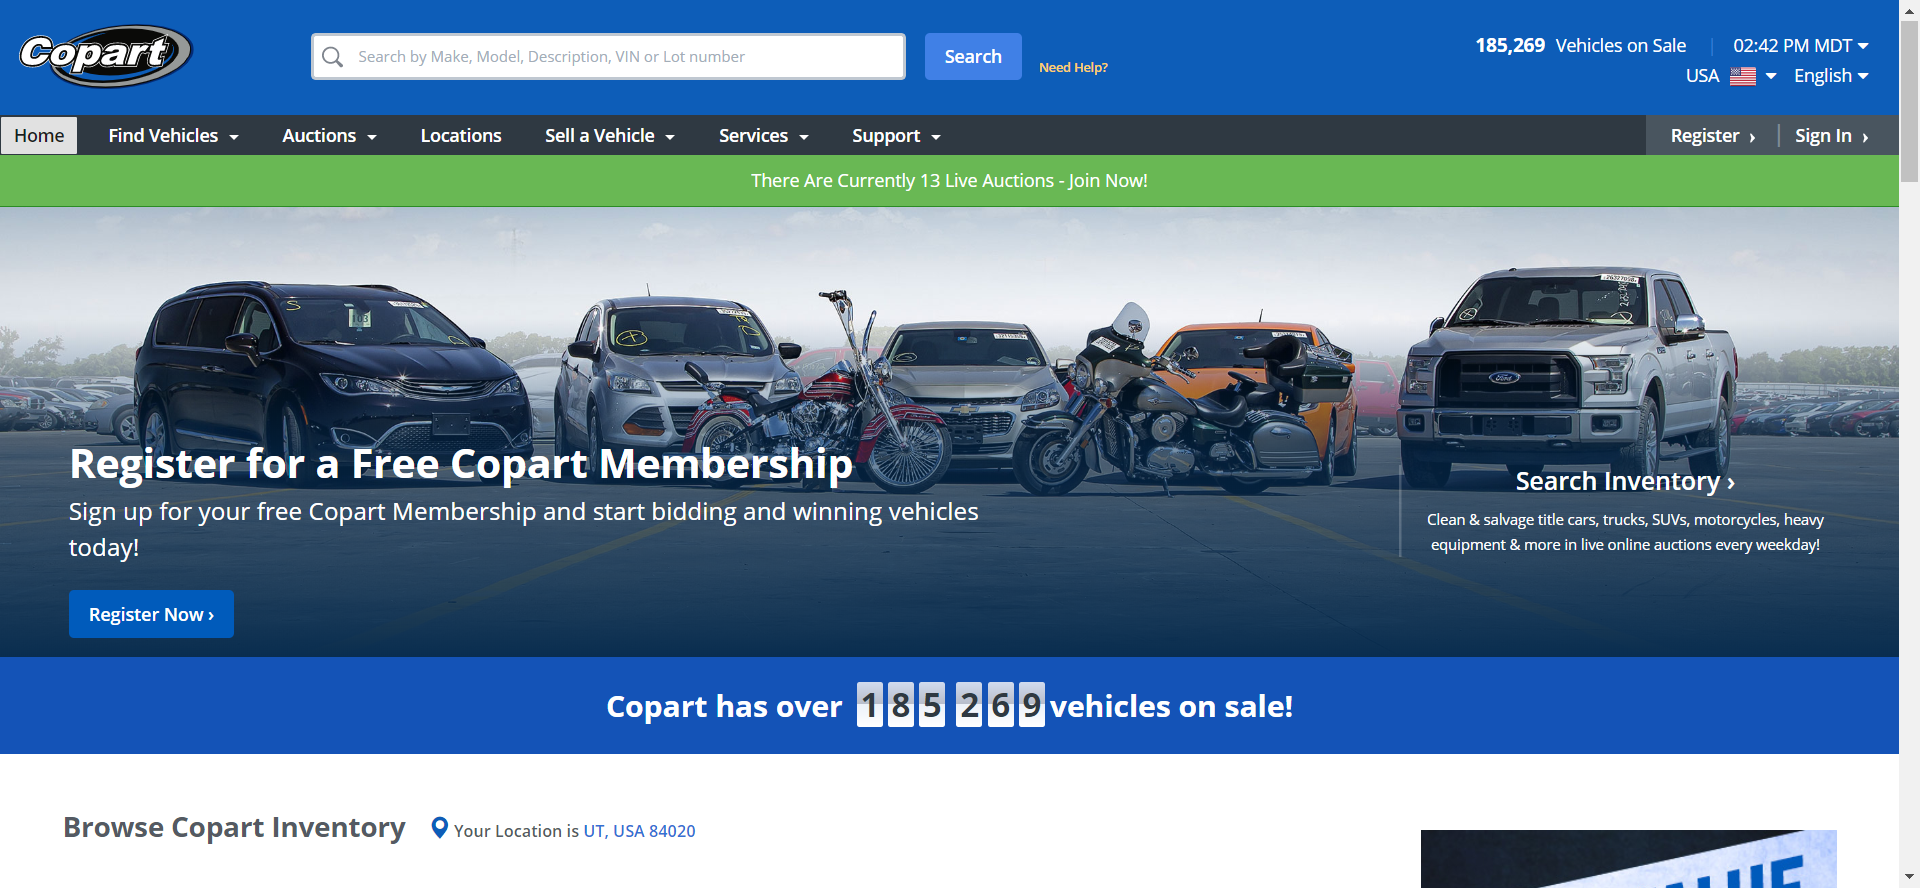 Copart
Search by Make, Model, Description, VIN or Lot number
Search
Need Help?
185,269 Vehicles on Sale
02:42 PM MDT
USA
English
Home
Find Vehicles
Auctions
Locations
Sell a Vehicle
Services
Support
Register ›
Sign In ›
There Are Currently 13 Live Auctions - Join Now!
Ford
Register for a Free Copart Membership
Sign up for your free Copart Membership and start bidding and winning vehicles
today!
Register Now ›
Search Inventory ›
Clean & salvage title cars, trucks, SUVs, motorcycles, heavy
equipment & more in live online auctions every weekday!
Copart has over 185 269 vehicles on sale!
Browse Copart Inventory
Your Location is UT, USA 84020